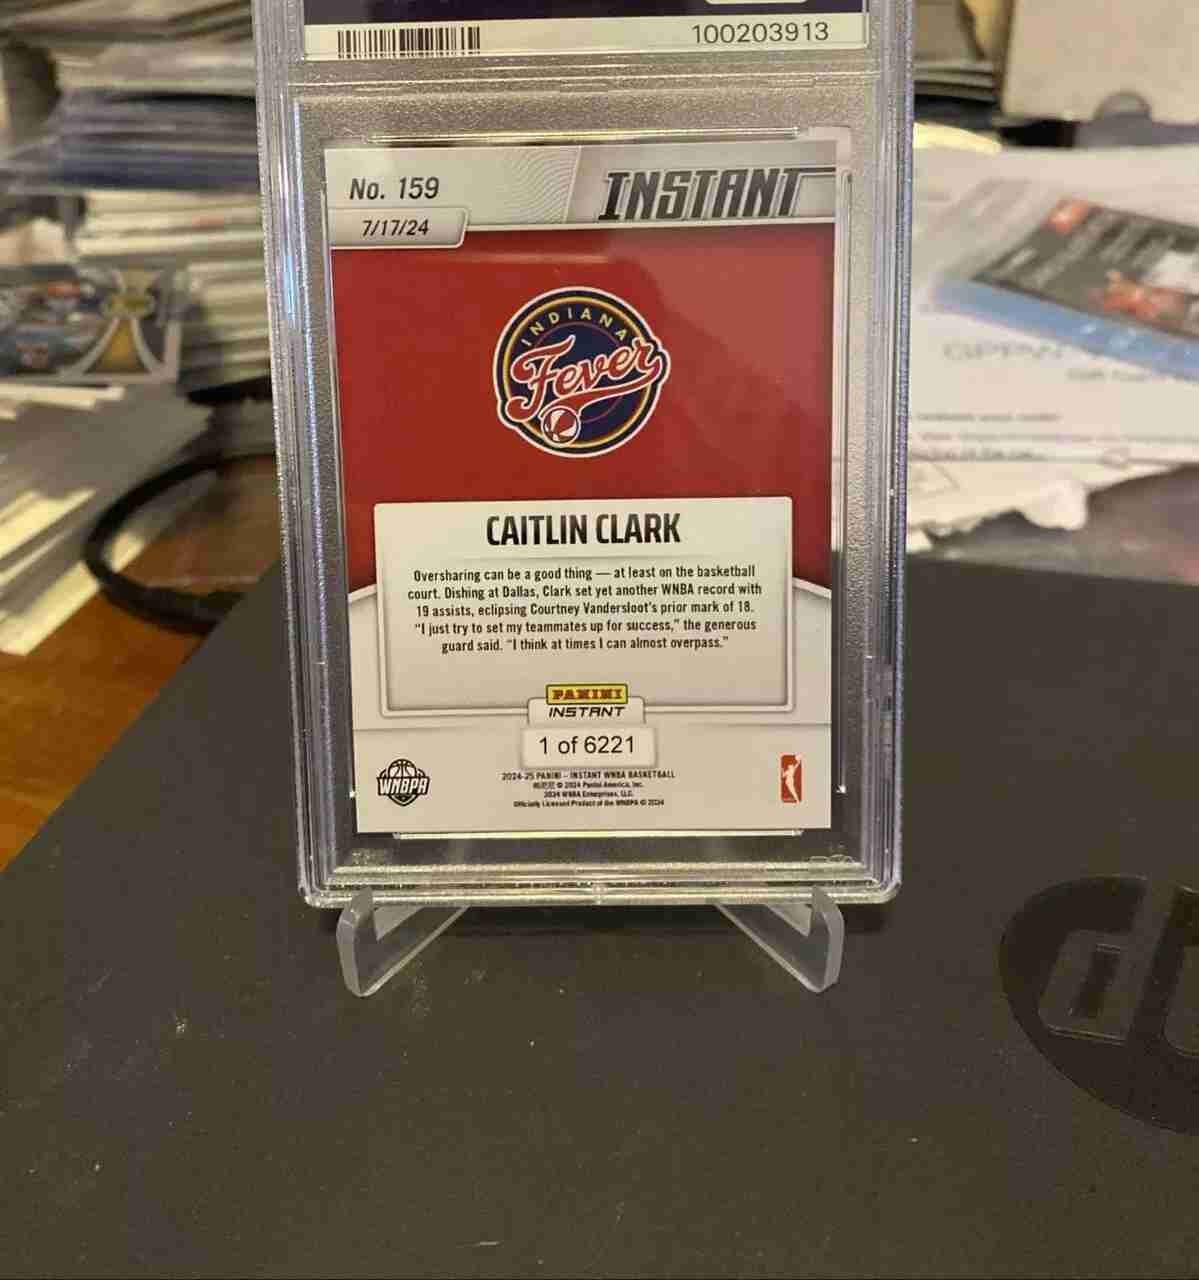 100203913
No. 159
INSTANT
7/17/24
INDIANA
Fever
CAITLIN CLARK
Oversharing can be a good thing — at least on the basketball
court. Dishing at Dallas, Clark set yet another WNBA record with
19 assists, eclipsing Courtney Vandersloot's prior mark of 18.
“I just try to set my teammates up for success,” the generous
guard said. “I think at times I can almost overpass.”
PANINI
INSTANT
1 of 6221
WNBPA
2024-25 PANINI – INSTANT WNBA BASKETBALL
© 2024 Panini America, Inc.
2024 WNBA Enterprises, LLC.
Officially Licensed Product of the WNBPA © 2024
hp